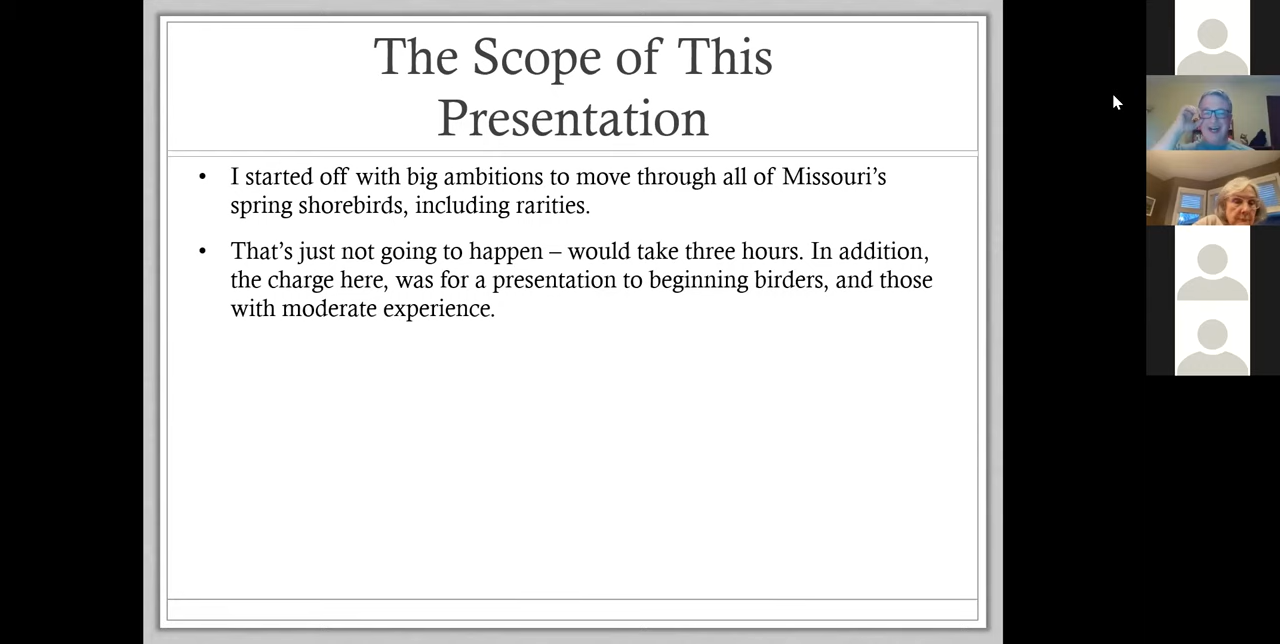 The Scope of This
Presentation
• I started off with big ambitions to move through all of Missouri’s
spring shorebirds, including rarities.
• That’s just not going to happen – would take three hours. In addition,
the charge here, was for a presentation to beginning birders, and those
with moderate experience.